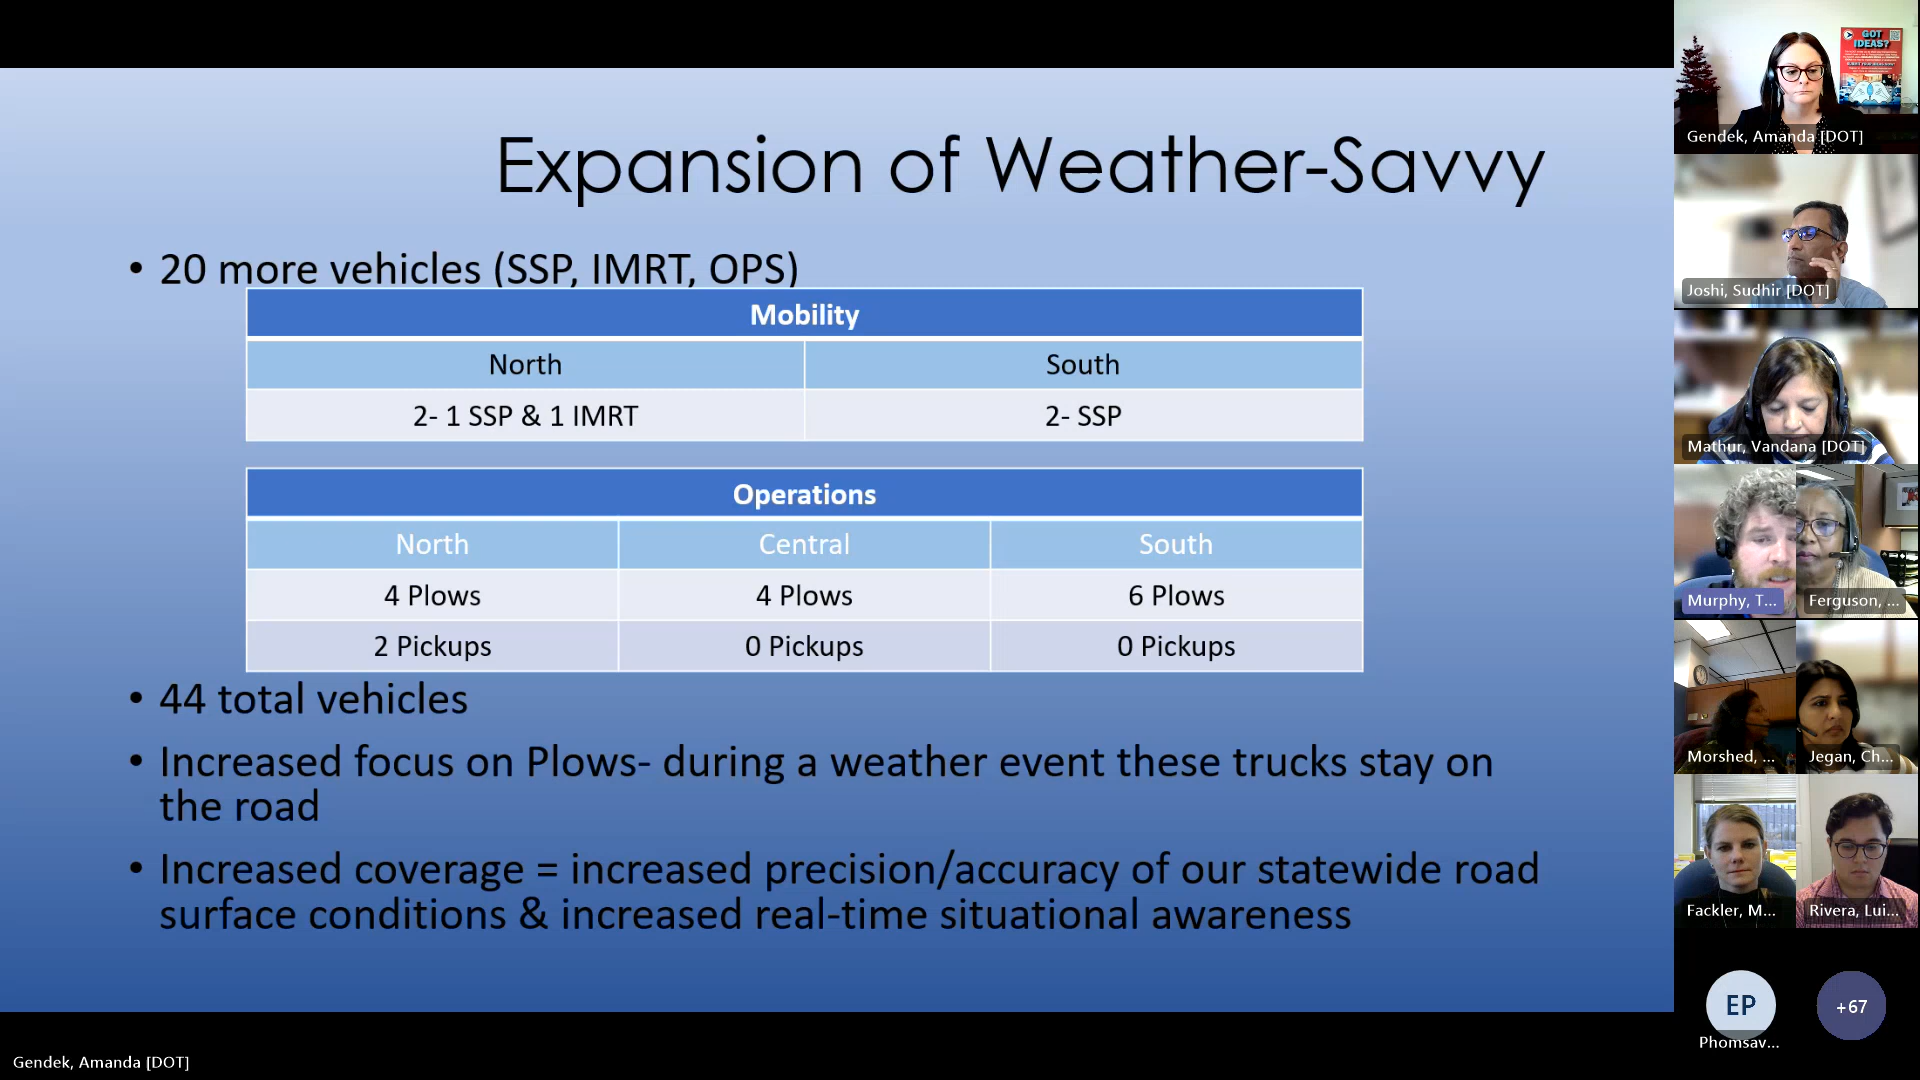 Expansion of Weather-Savvy
• 20 more vehicles (SSP, IMRT, OPS)
Mobility
North South
2- 1 SSP & 1 IMRT 2- SSP
Operations
North Central South
4 Plows 4 Plows 6 Plows
2 Pickups 0 Pickups 0 Pickups
• 44 total vehicles
• Increased focus on Plows- during a weather event these trucks stay on
the road
• Increased coverage = increased precision/accuracy of our statewide road
surface conditions & increased real-time situational awareness
Gendek, Amanda [DOT]
GOT
IDEAS?
Gendek, Amanda [DOT]
Joshi, Sudhir [DOT]
Mathur, Vandana [DOT]
Murphy, T...
Ferguson, ...
Morshed, ...
Jegan, Ch...
Fackler, M...
Rivera, Lui...
EP
Phomsav...
+67